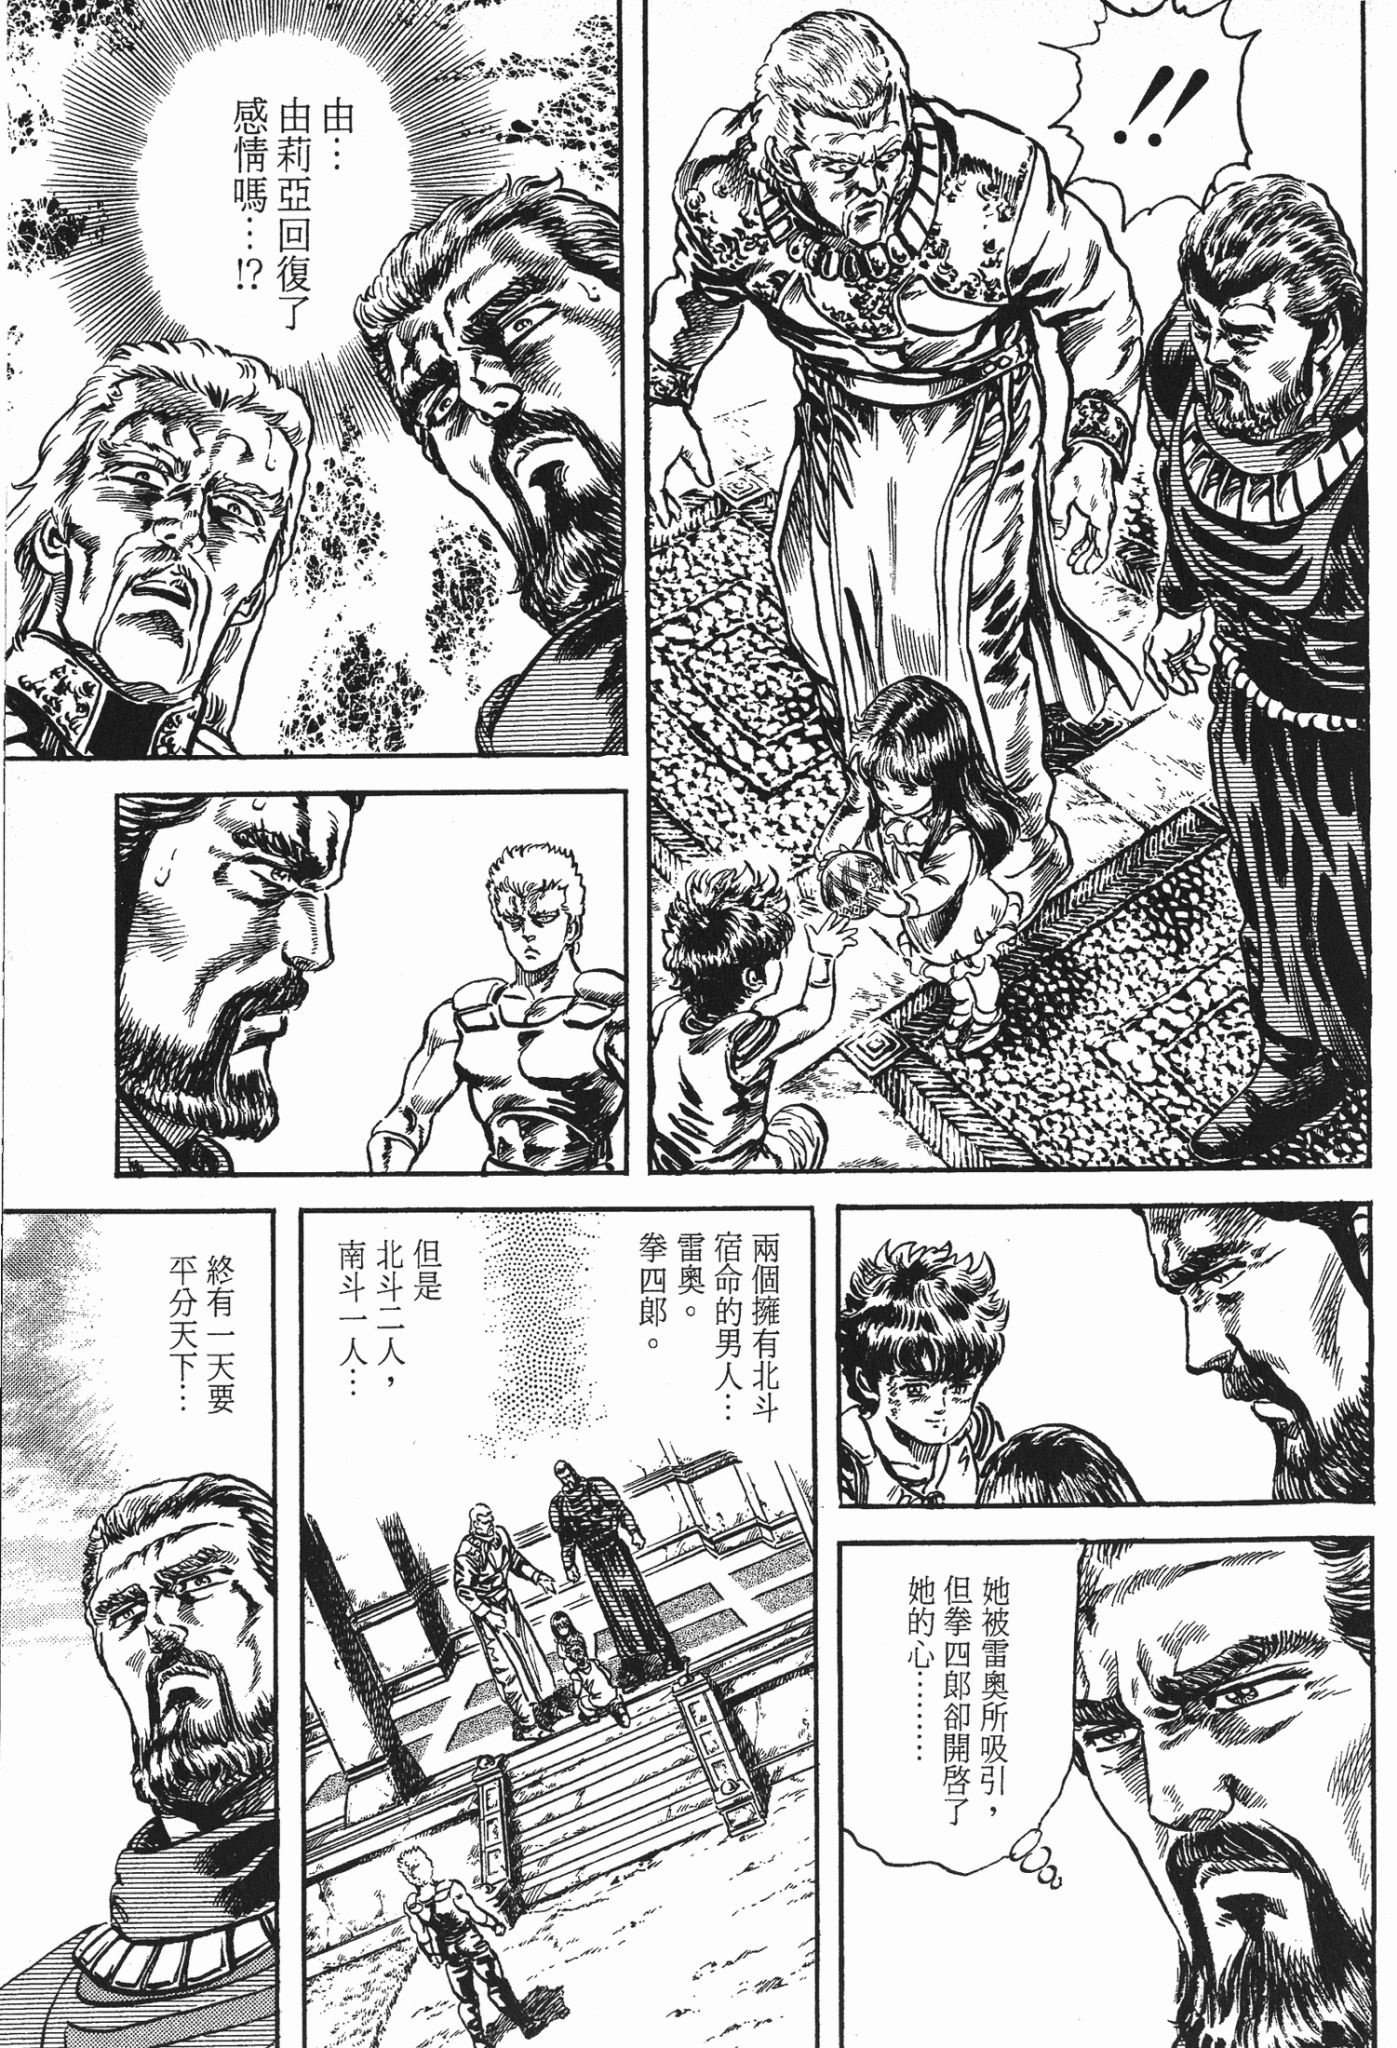 !!
由…
由莉亞回復了
感情嗎…!?
她被雷奧所吸引，
但拳四郎卻開啓了
她的心………
兩個擁有北斗
宿命的男人…
雷奧。
拳四郎。
但是
北斗二人，
南斗一人…
終有一天要
平分天下…